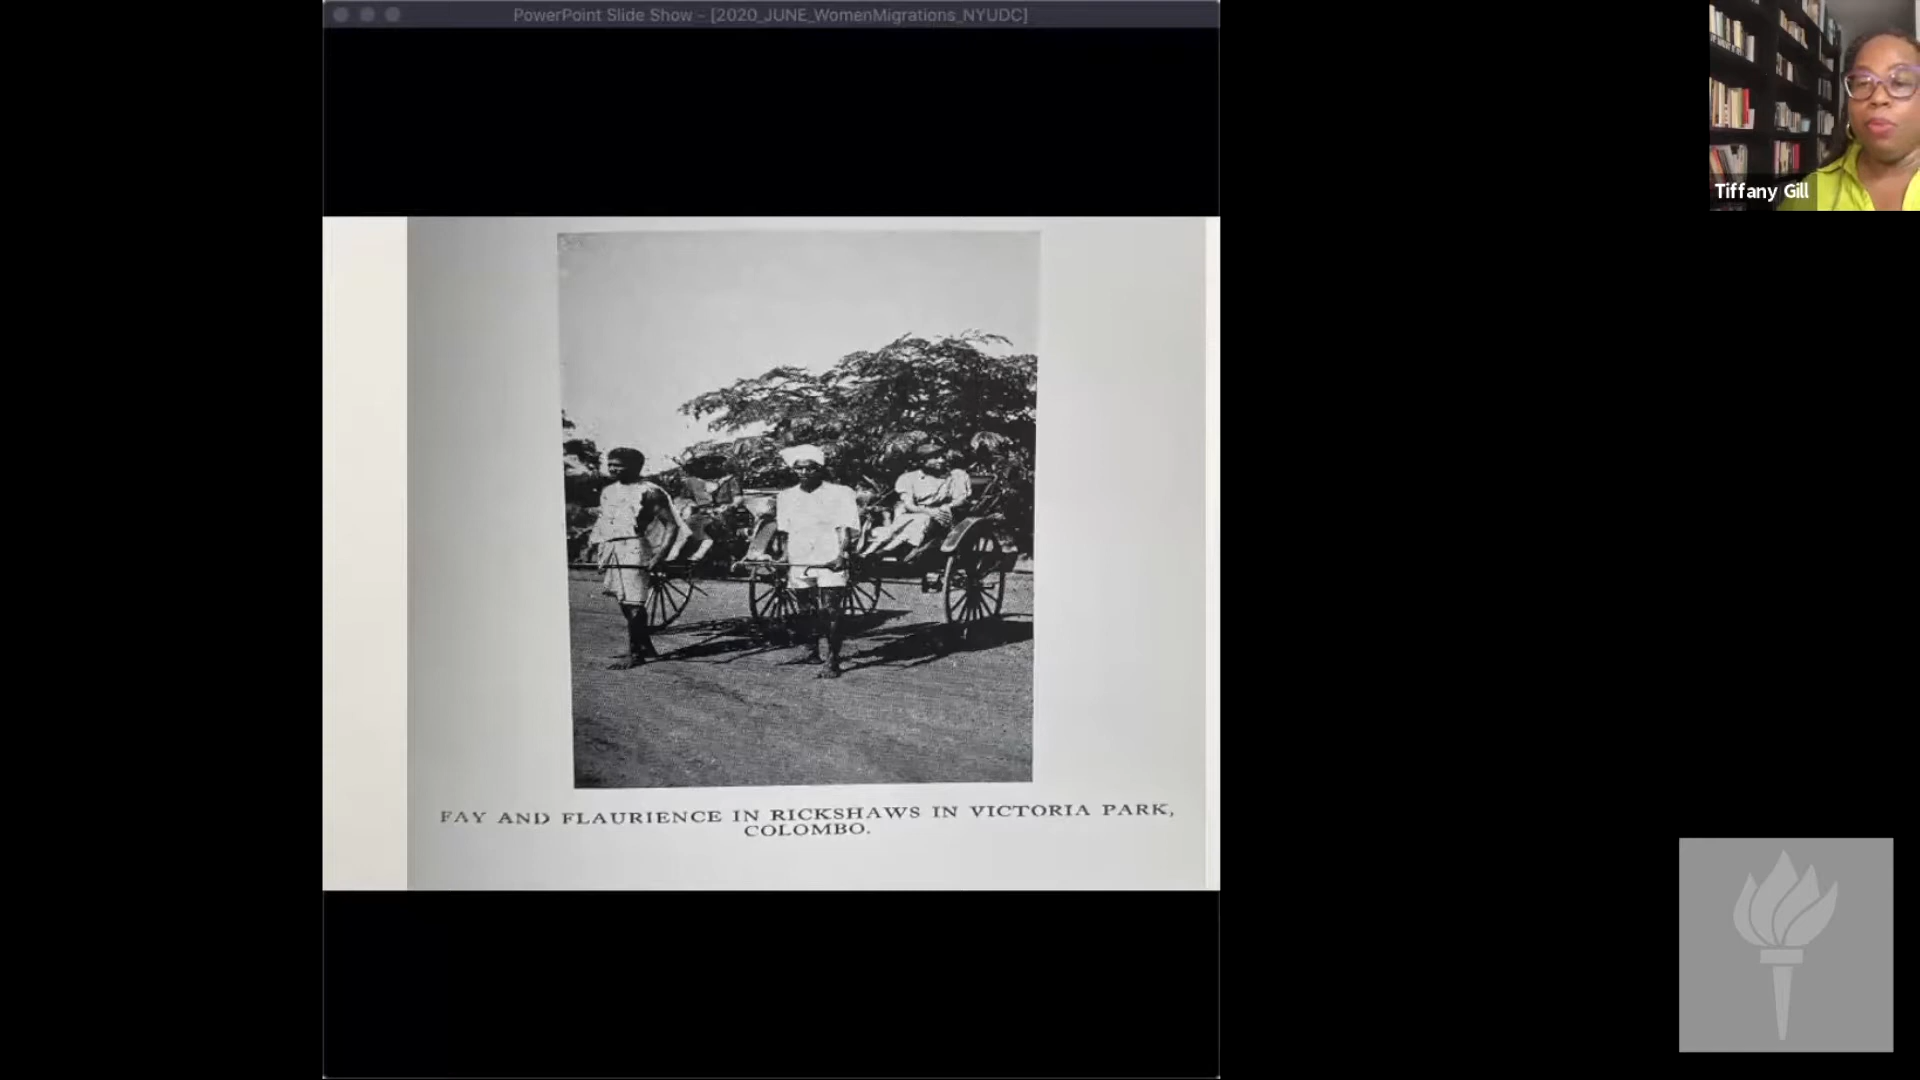 PowerPoint Slide Show - [2020_JUNE_WomenMigrations_NYUDC]
Tiffany Gill
FAY AND FLAURIENCE IN RICKSHAWS IN VICTORIA PARK,
COLOMBO.